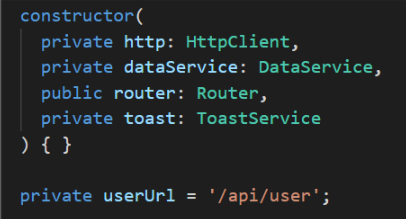 constructor(
  private http: HttpClient,
  private dataService: DataService,
  public router: Router,
  private toast: ToastService
) { }
private userUrl = '/api/user';